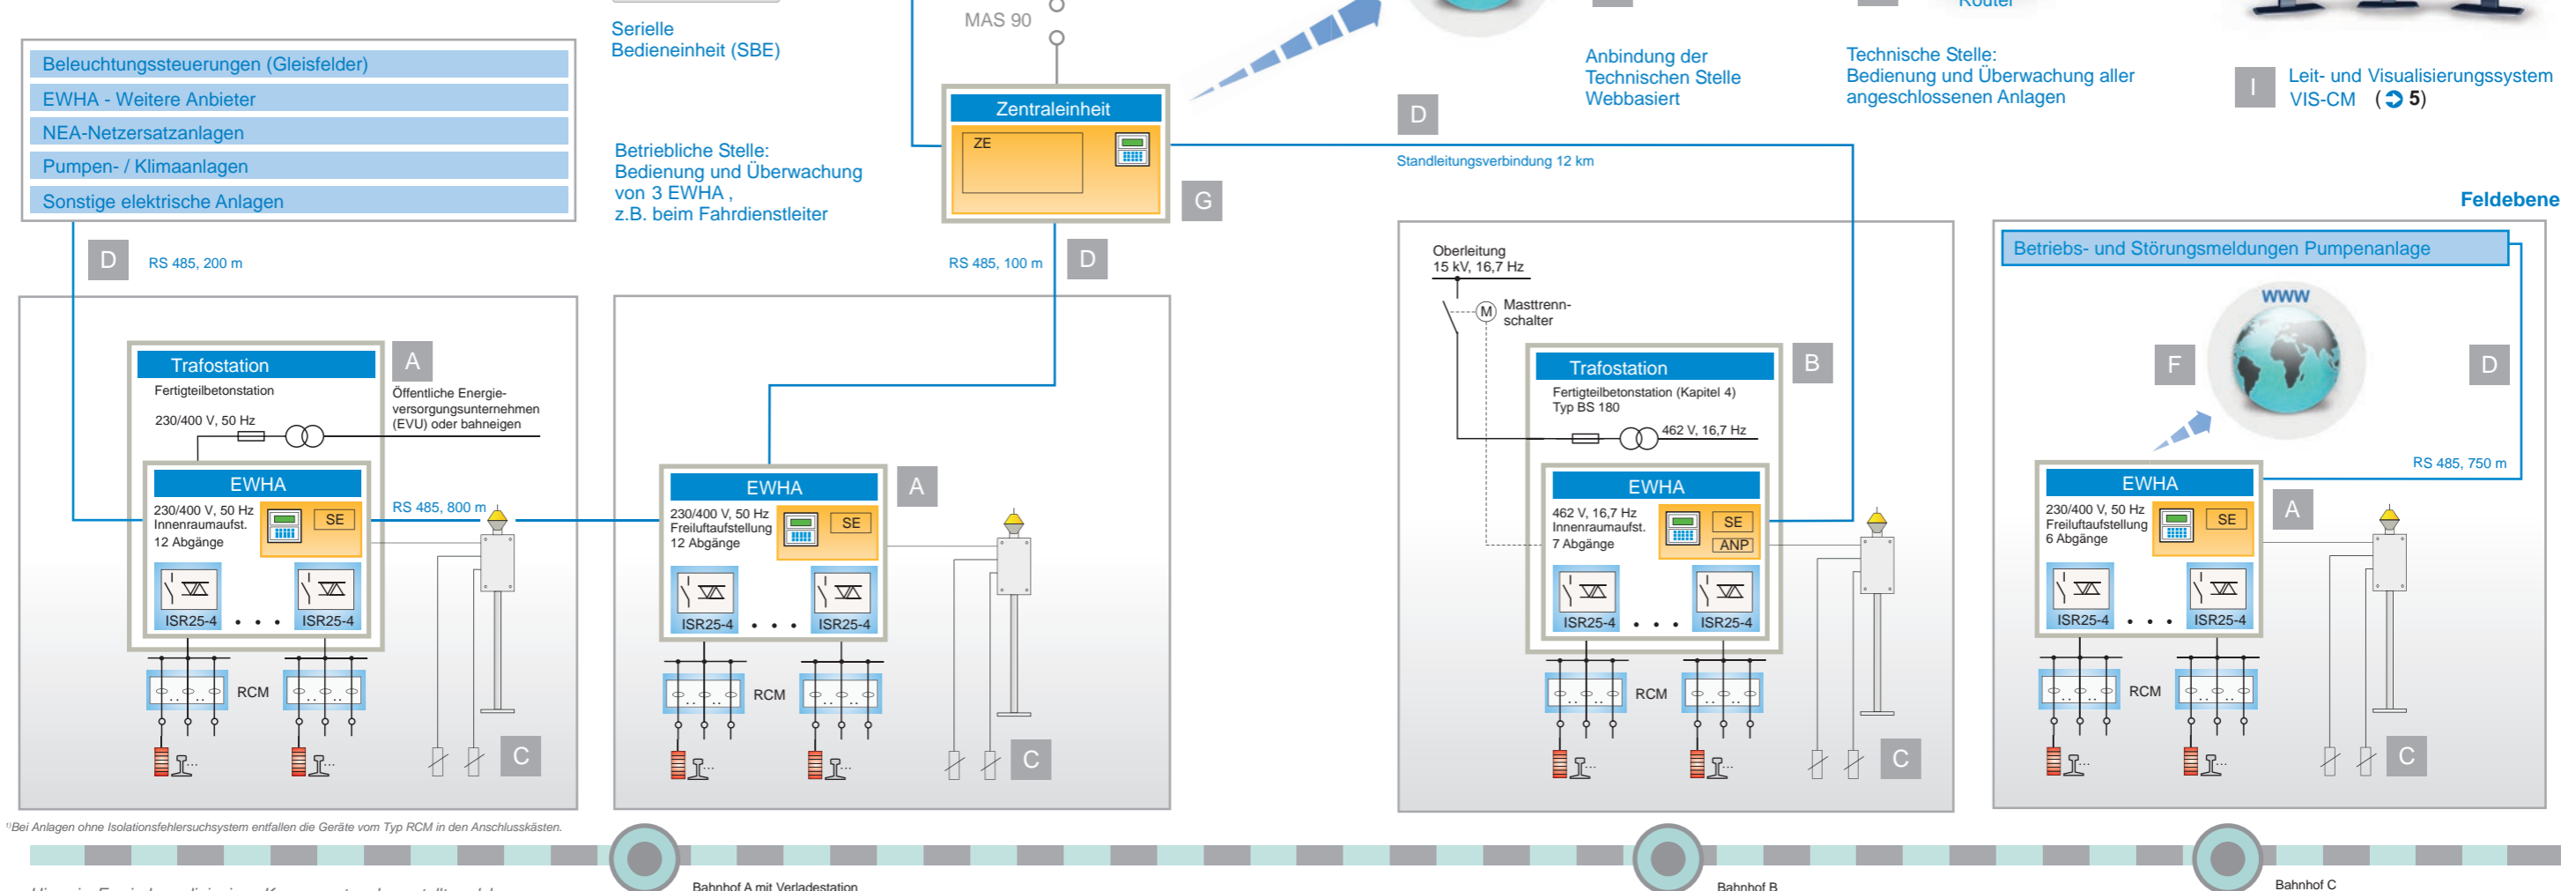 MAS 90
Router
Serielle
Bedieneinheit (SBE)
Anbindung der
Technischen Stelle
Webbasiert
Technische Stelle:
Bedienung und Überwachung aller
angeschlossenen Anlagen
I
Leit- und Visualisierungssystem
VIS-CM ( 5)
Beleuchtungssteuerungen (Gleisfelder)
EWHA - Weitere Anbieter
NEA-Netzersatzanlagen
Pumpen- / Klimaanlagen
Sonstige elektrische Anlagen
Betriebliche Stelle:
Bedienung und Überwachung
von 3 EWHA ,
z.B. beim Fahrdienstleiter
Zentraleinheit
ZE
G
D
Standleitungsverbindung 12 km
Feldebene
D
RS 485, 200 m
RS 485, 100 m
D
Trafostation
A
Fertigteilbetonstation
Öffentliche Energie-
versorgungsunternehmen
(EVU) oder bahneigen
230/400 V, 50 Hz
EWHA
230/400 V, 50 Hz
Innenraumaufst.
12 Abgänge
SE
RS 485, 800 m
ISR25-4 • • • ISR25-4
RCM
C
EWHA
A
230/400 V, 50 Hz
Freiluftaufstellung
12 Abgänge
SE
ISR25-4 • • • ISR25-4
RCM
C
Oberleitung
15 kV, 16,7 Hz
M
Masttrenn-
schalter
Trafostation
B
Fertigteilbetonstation (Kapitel 4)
Typ BS 180
462 V, 16,7 Hz
EWHA
462 V, 16,7 Hz
Innenraumaufst.
7 Abgänge
SE
ANP
ISR25-4 • • • ISR25-4
RCM
C
Betriebs- und Störungsmeldungen Pumpenanlage
WWW
F
D
RS 485, 750 m
EWHA
A
230/400 V, 50 Hz
Freiluftaufstellung
6 Abgänge
SE
ISR25-4 • • • ISR25-4
RCM
C
1)Bei Anlagen ohne Isolationsfehlersuchsystem entfallen die Geräte vom Typ RCM in den Anschlusskästen.
Bahnhof A mit Verladestation
Bahnhof B
Bahnhof C